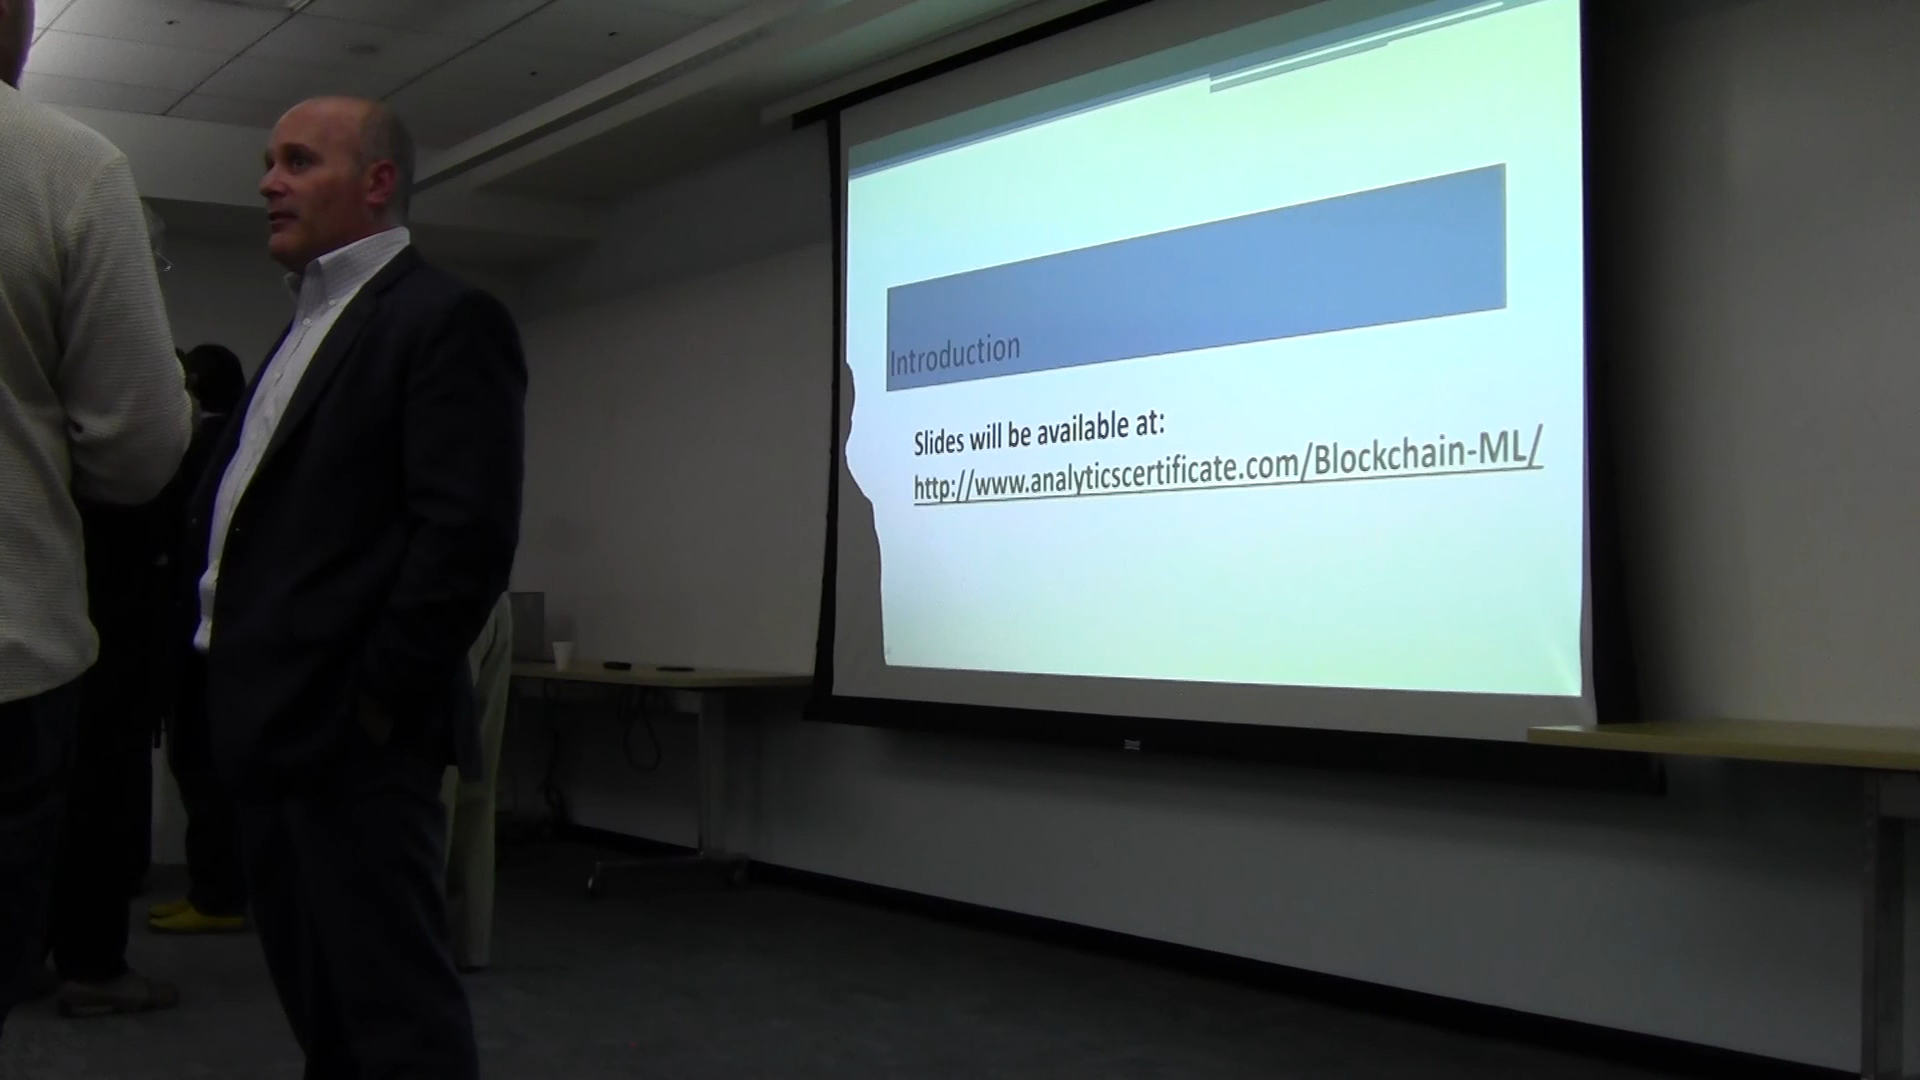 Introduction
Slides will be available at:
http://www.analyticscertificate.com/Blockchain-ML/